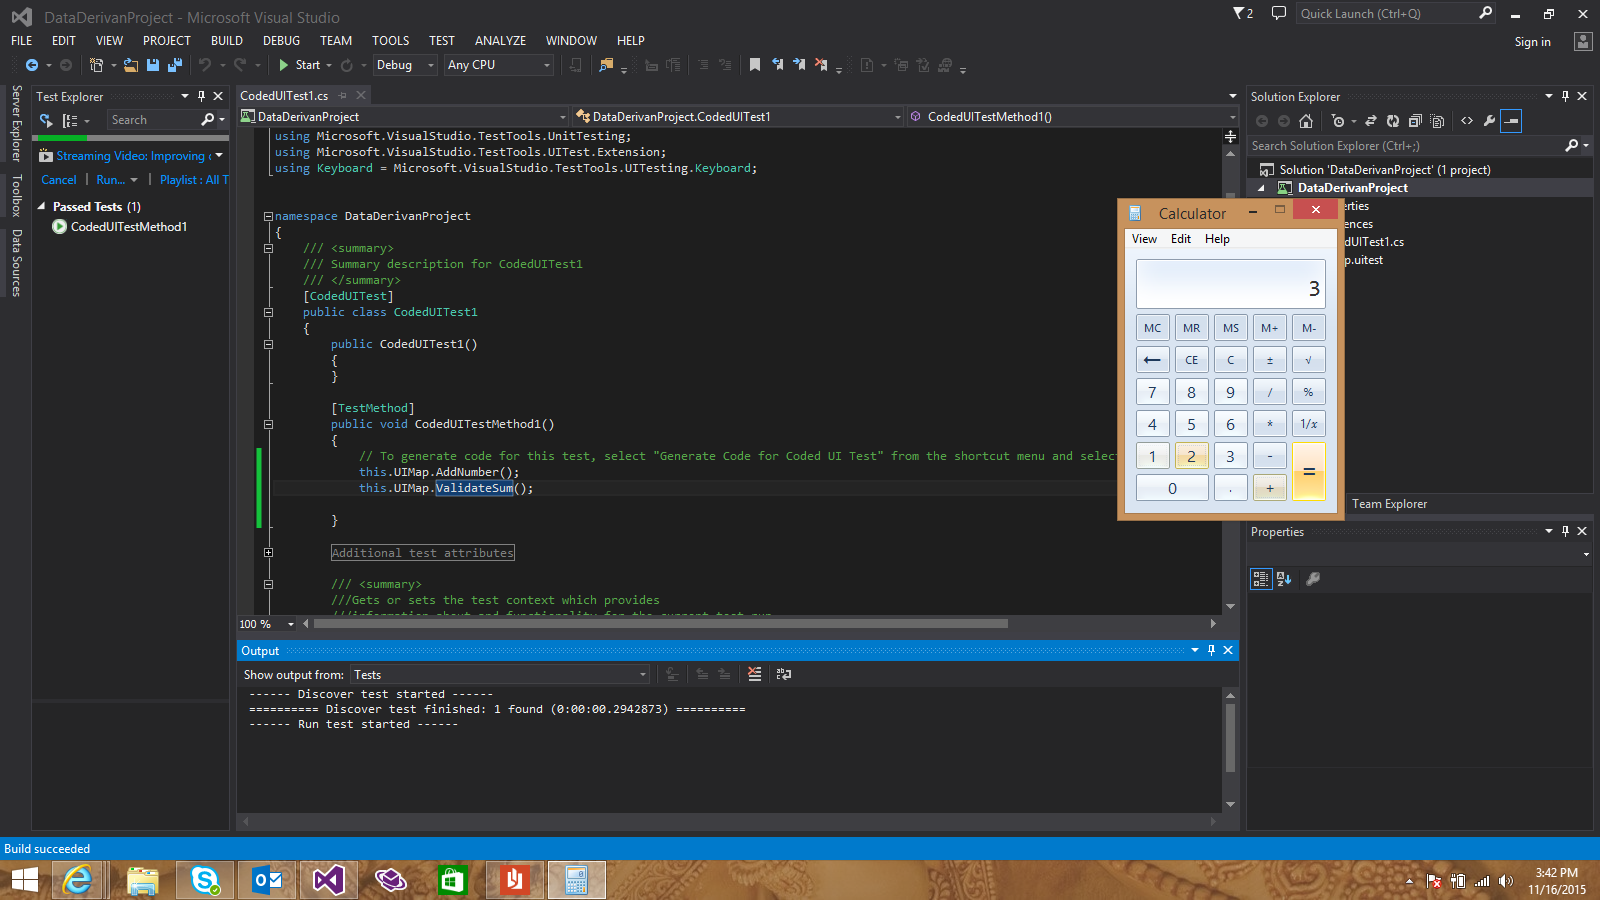 DataDerivanProject - Microsoft Visual Studio
2
Quick Launch (Ctrl+Q)
FILE EDIT VIEW PROJECT BUILD DEBUG TEAM TOOLS TEST ANALYZE WINDOW HELP
Sign in
Start Debug Any CPU
Server Explorer
Toolbox
Data Sources
Test Explorer
Search
Streaming Video: Improving
Cancel Run... Playlist : All T
Passed Tests (1)
CodedUITestMethod1
CodedUITest1.cs
DataDerivanProject DataDerivanProject.CodedUITest1 CodedUITestMethod1()
using Microsoft.VisualStudio.TestTools.UnitTesting;
using Microsoft.VisualStudio.TestTools.UITest.Extension;
using Keyboard = Microsoft.VisualStudio.TestTools.UITesting.Keyboard;
namespace DataDerivanProject
{
/// <summary>
/// Summary description for CodedUITest1
/// </summary>
[CodedUITest]
public class CodedUITest1
{
public CodedUITest1()
{
}
[TestMethod]
public void CodedUITestMethod1()
{
// To generate code for this test, select "Generate Code for Coded UI Test" from the shortcut menu and select
this.UIMap.AddNumber();
this.UIMap.ValidateSum();
}
Additional test attributes
/// <summary>
///Gets or sets the test context which provides
///information about and functionality for the current test run
100 %
Output
Show output from: Tests
------ Discover test started ------
========== Discover test finished: 1 found (0:00:00.2942873) ==========
------ Run test started ------
Solution Explorer
Search Solution Explorer (Ctrl+;)
Solution 'DataDerivanProject' (1 project)
DataDerivanProject
erties
ences
dUITest1.cs
p.uitest
Team Explorer
Properties
Calculator
View Edit Help
3
MC MR MS M+ M-
← CE C ± √
7 8 9 / %
4 5 6 * 1/x
1 2 3 - =
0 . +
Build succeeded
3:42 PM
11/16/2015